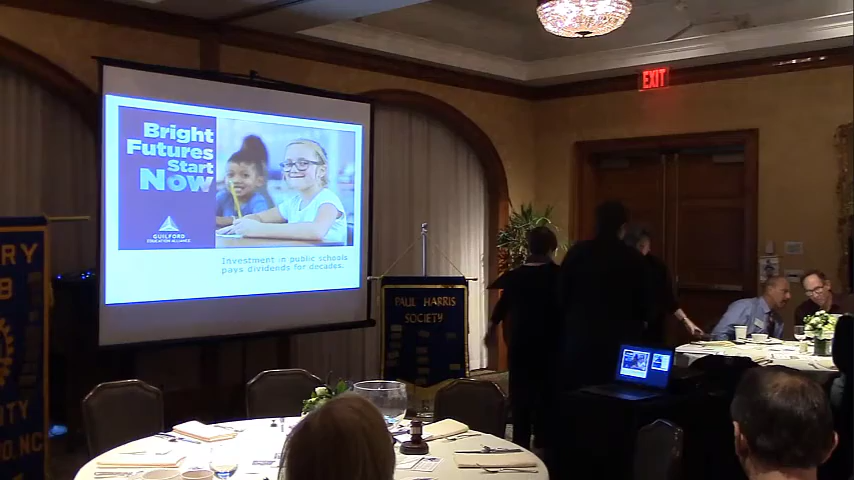 Bright
Futures
Start
Now
GUILFORD
EDUCATION ALLIANCE
Investment in public schools
pays dividends for decades.
EXIT
PAUL HARRIS
SOCIETY
RY
B
ITY
O, NC